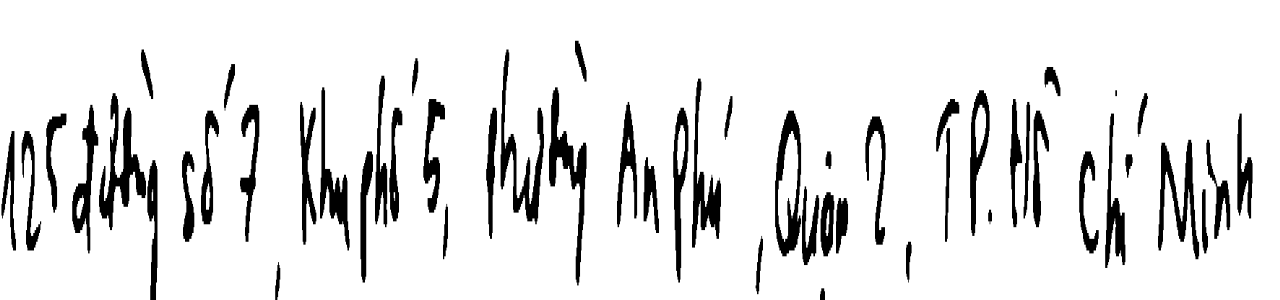 125 đường số 7, Khu phố 5, phường An Phú, Quận 2, TP. Hồ Chí Minh